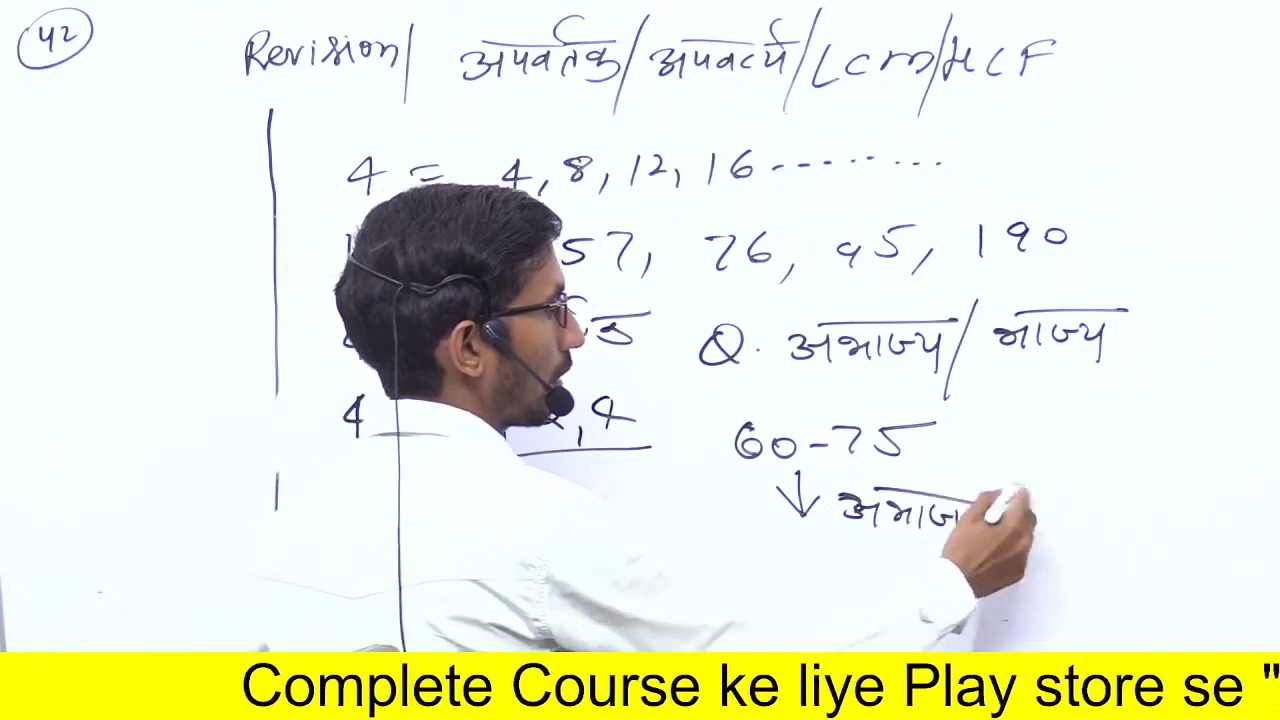 42
Revision/ अपवर्तक/ अपवर्त्य/ LCM/ HCF
4 = 4, 8, 12, 16 ---------
57, 76, 95, 190
Q. अभाज्य/ भाज्य
4 , 4
60-75
↓ अभाज
Complete Course ke liye Play store se "